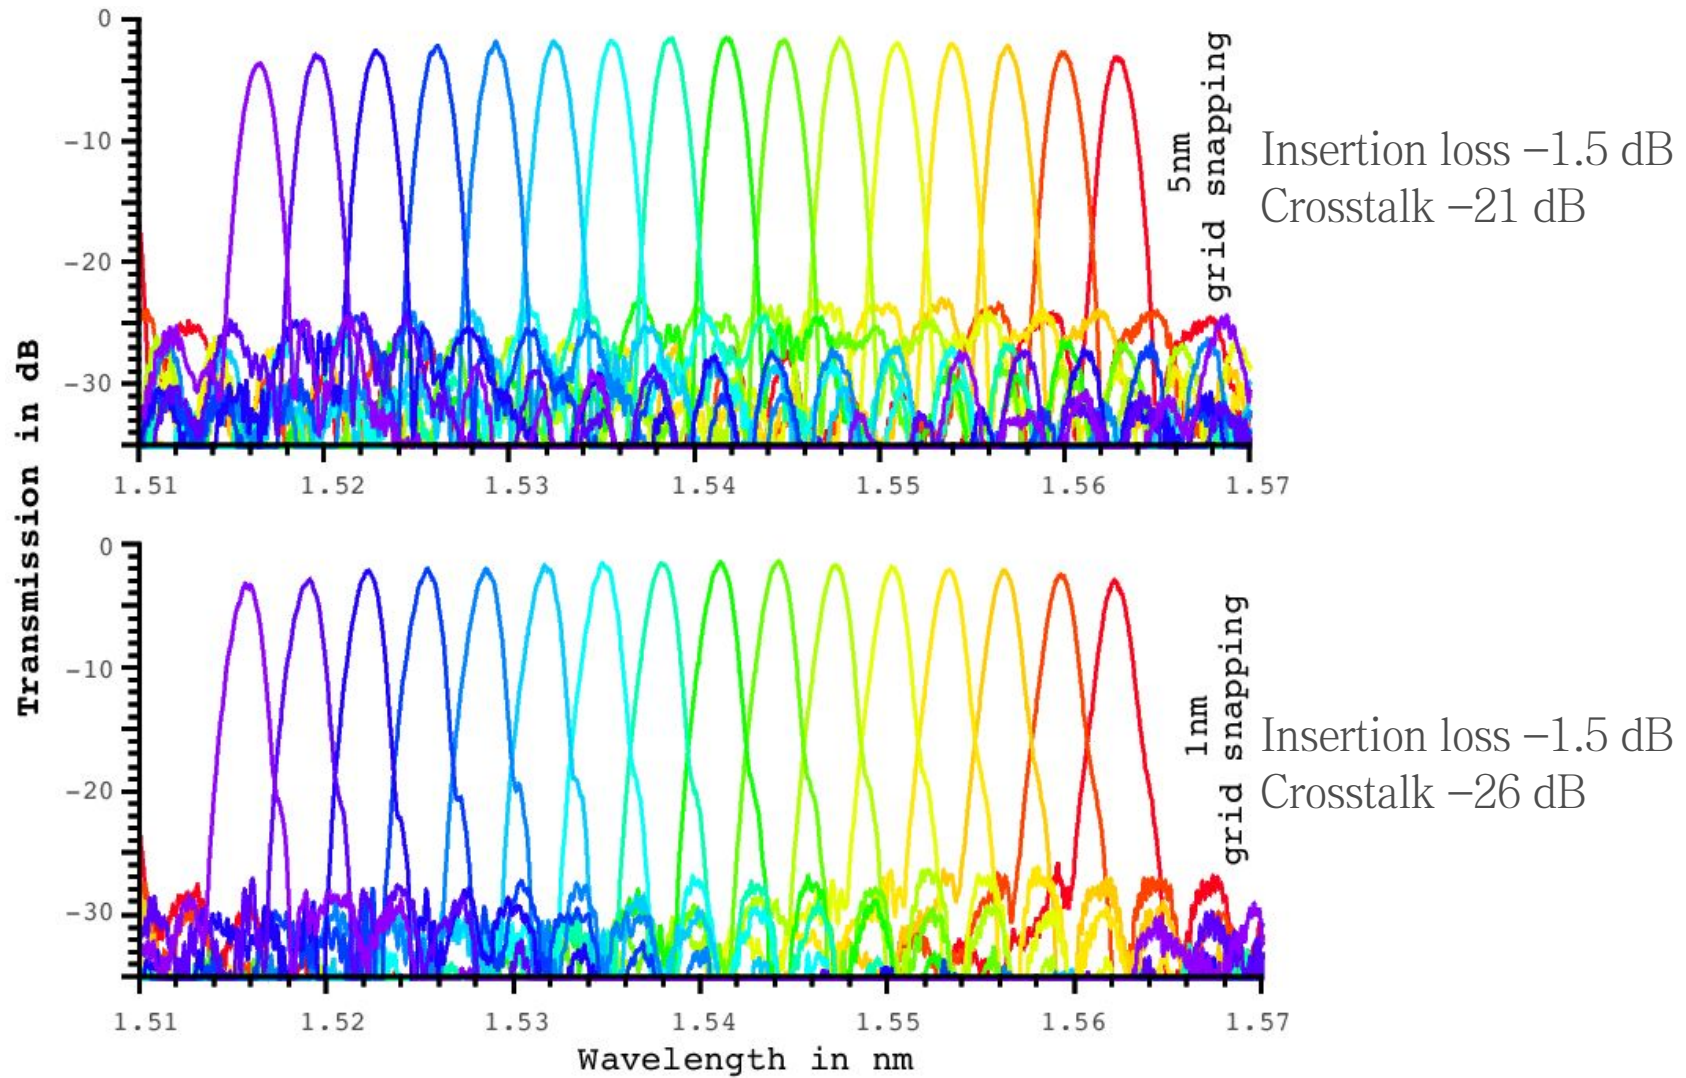 Transmission in dB
0
−10
−20
−30
1.51 1.52 1.53 1.54 1.55 1.56 1.57
5nm
grid snapping
Insertion loss −1.5 dB
Crosstalk −21 dB
0
−10
−20
−30
1.51 1.52 1.53 1.54 1.55 1.56 1.57
Wavelength in nm
1nm
grid snapping
Insertion loss −1.5 dB
Crosstalk −26 dB